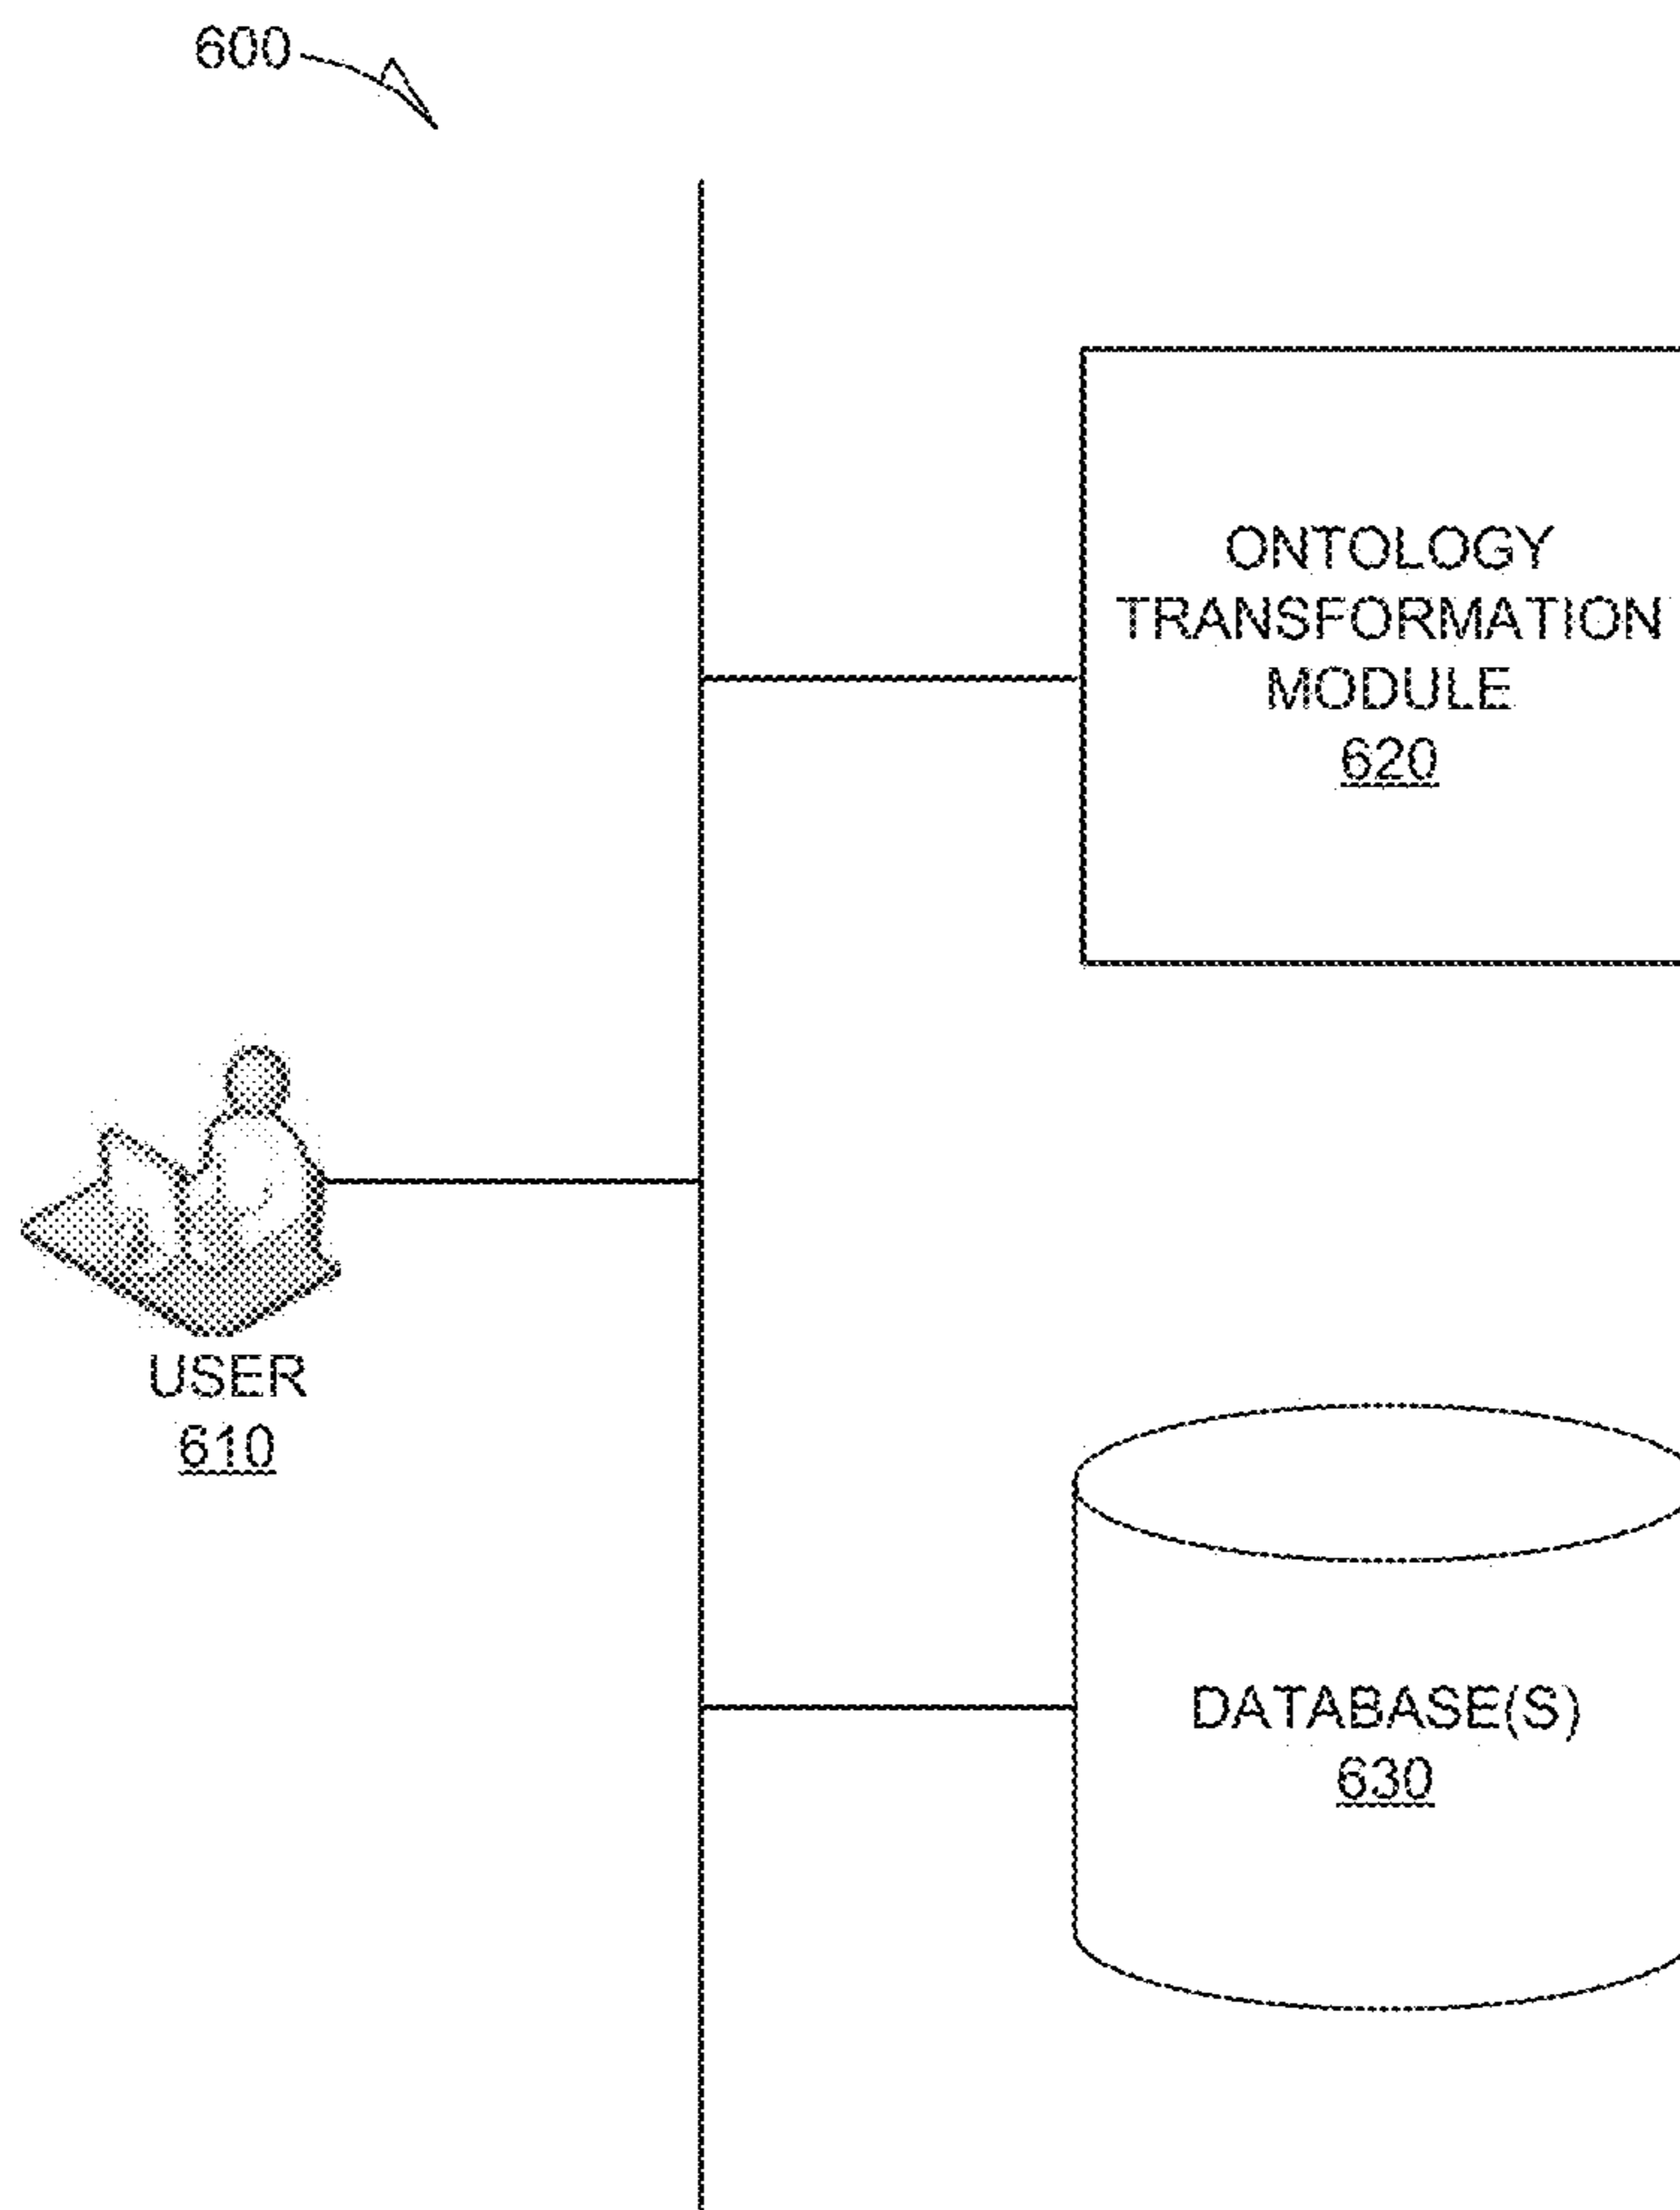 600
ONTOLOGY
TRANSFORMATION
MODULE
620
USER
610
DATABASE(S)
630